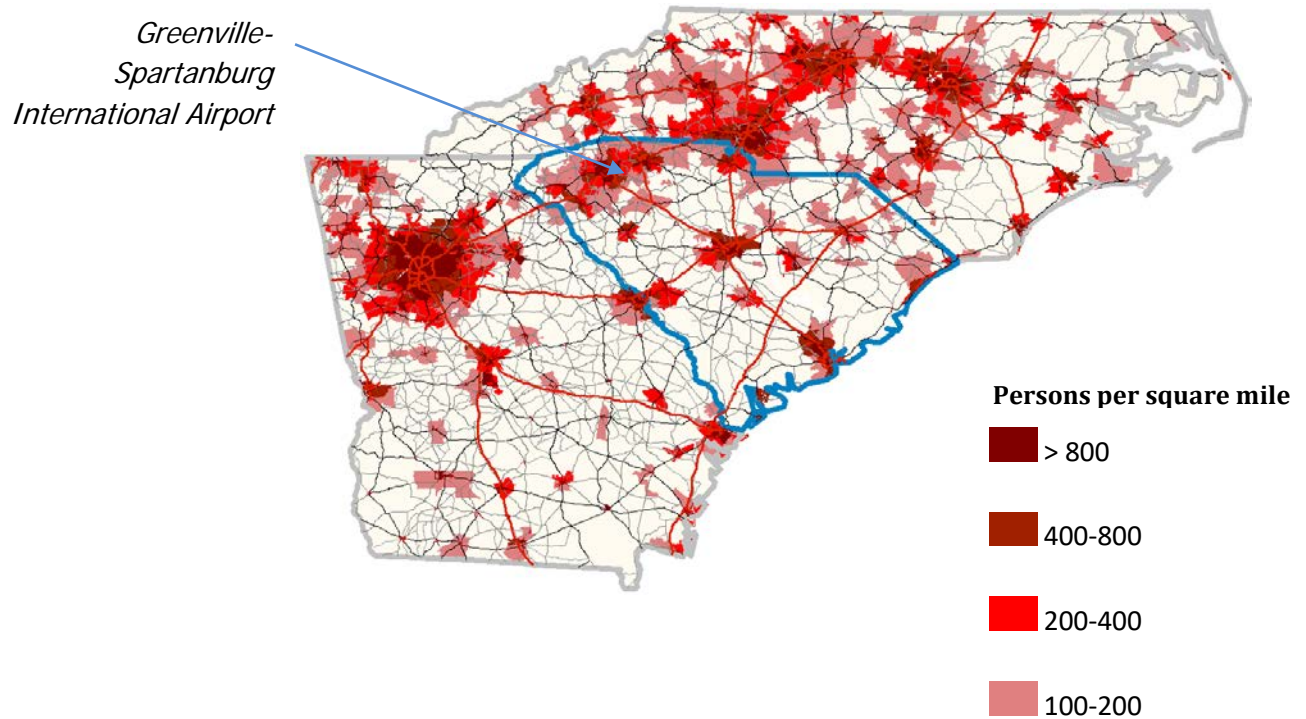 Greenville-
Spartanburg
International Airport
Persons per square mile
> 800
400-800
200-400
100-200